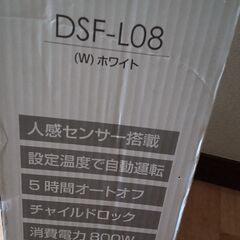 DSF-L08
(W) ホワイト
人感センサー搭載
設定温度で自動運転
5時間オートオフ
チャイルドロック
消費電力800W